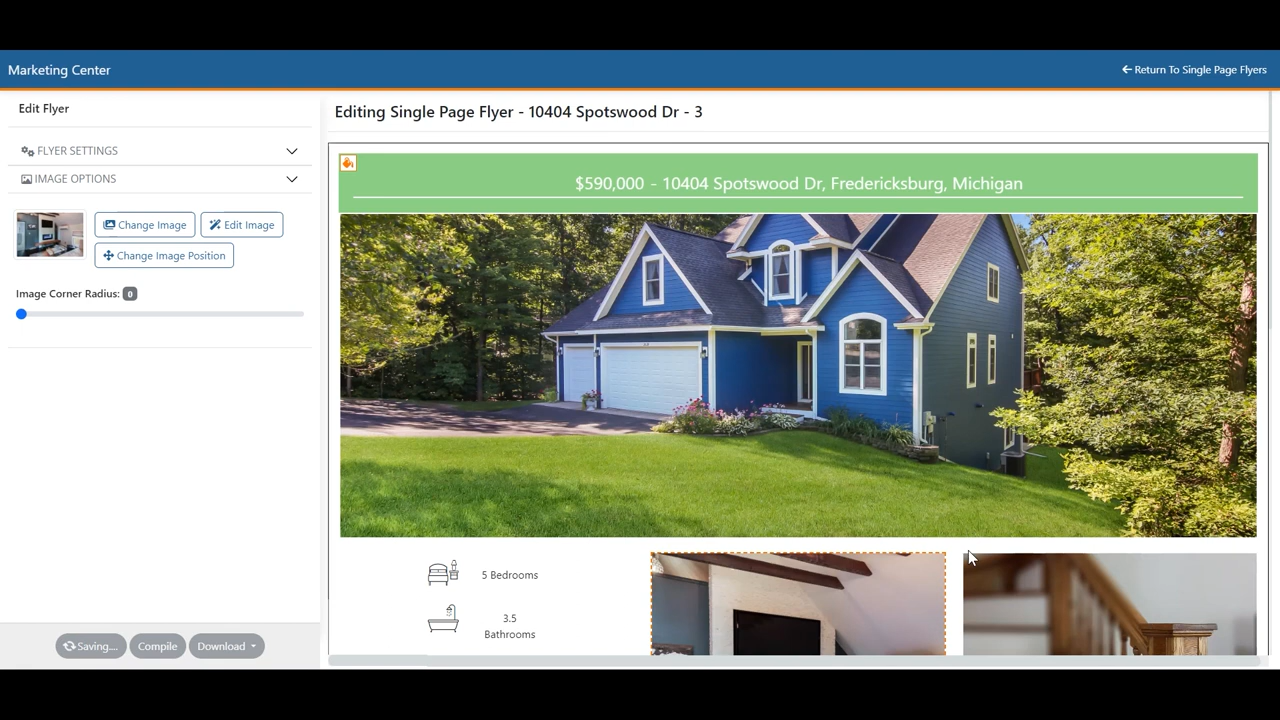 Marketing Center
Return To Single Page Flyers
Edit Flyer
FLYER SETTINGS
IMAGE OPTIONS
Change Image
Edit Image
Change Image Position
Image Corner Radius: 0
Saving....
Compile
Download
Editing Single Page Flyer - 10404 Spotswood Dr - 3
$590,000 - 10404 Spotswood Dr, Fredericksburg, Michigan
5 Bedrooms
3.5
Bathrooms